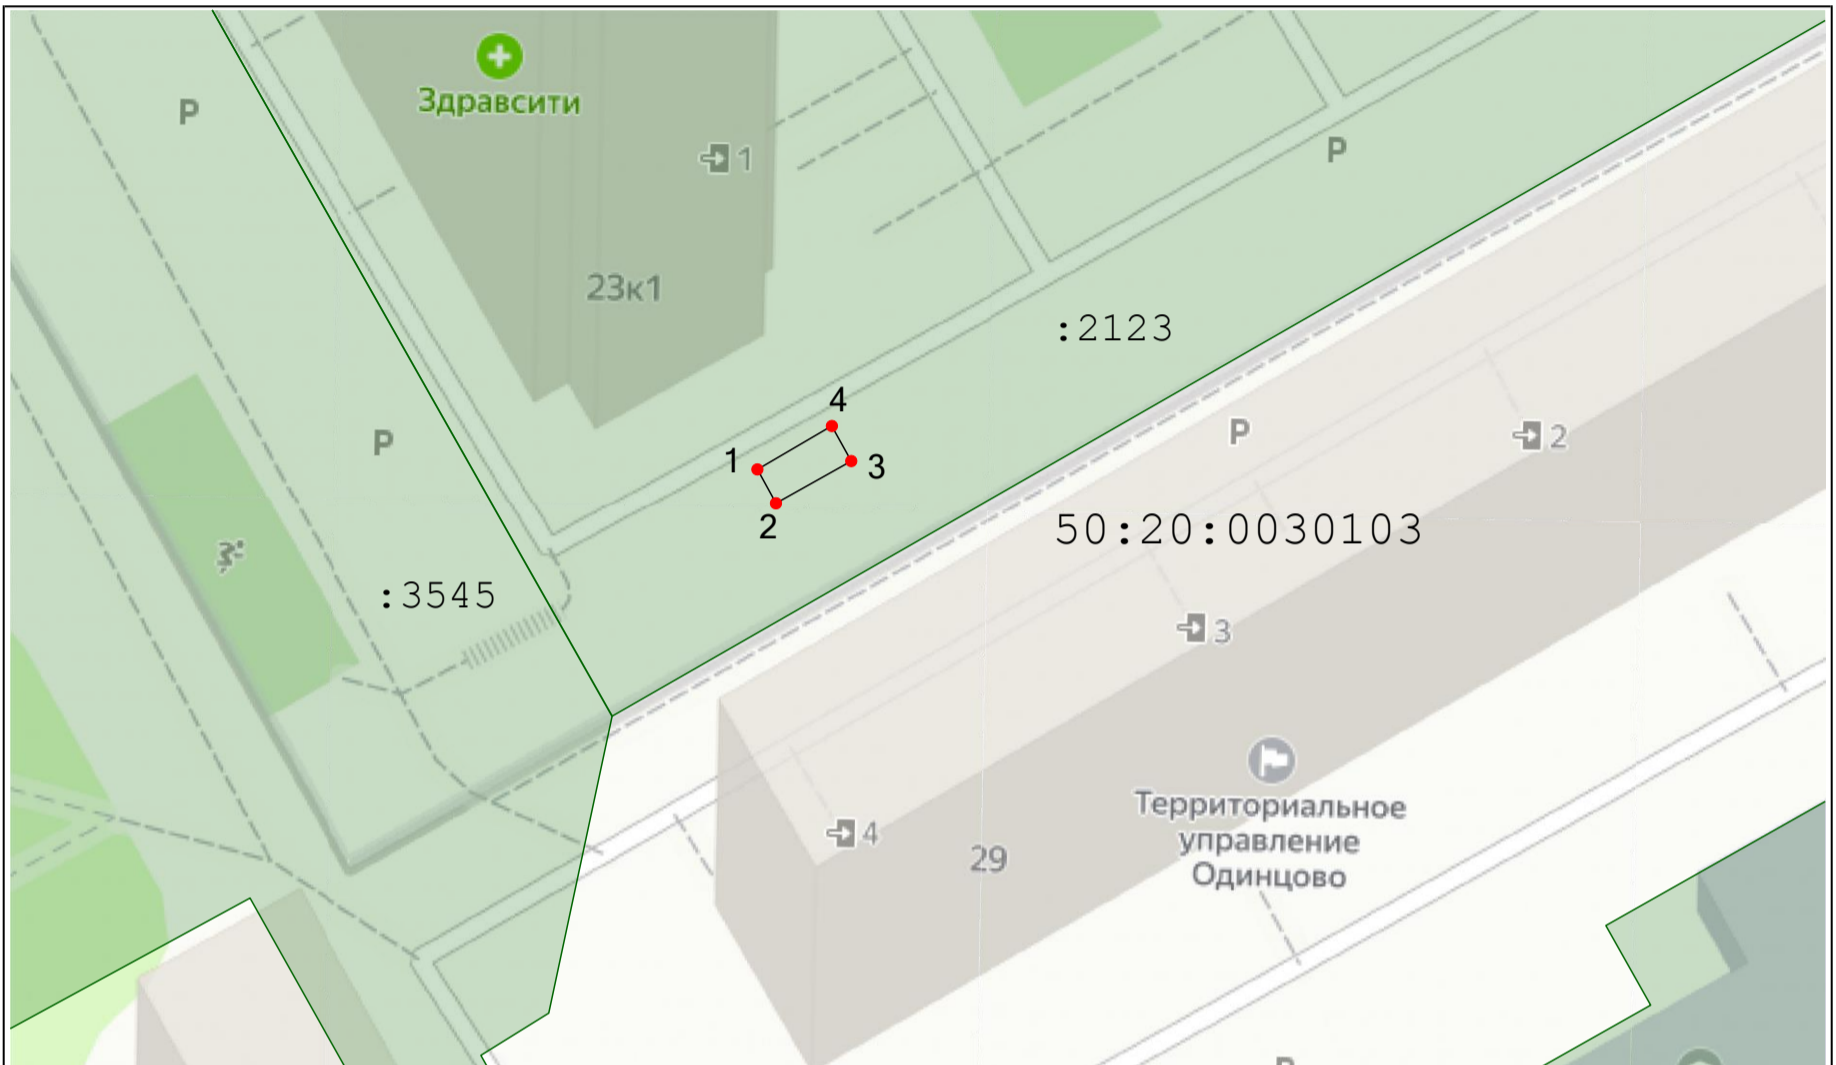 P
Здравсити
1
P
23к1
:2123
4
P
P
2
1
3
2
50:20:0030103
:3545
3
Территориальное
управление
Одинцово
4
29